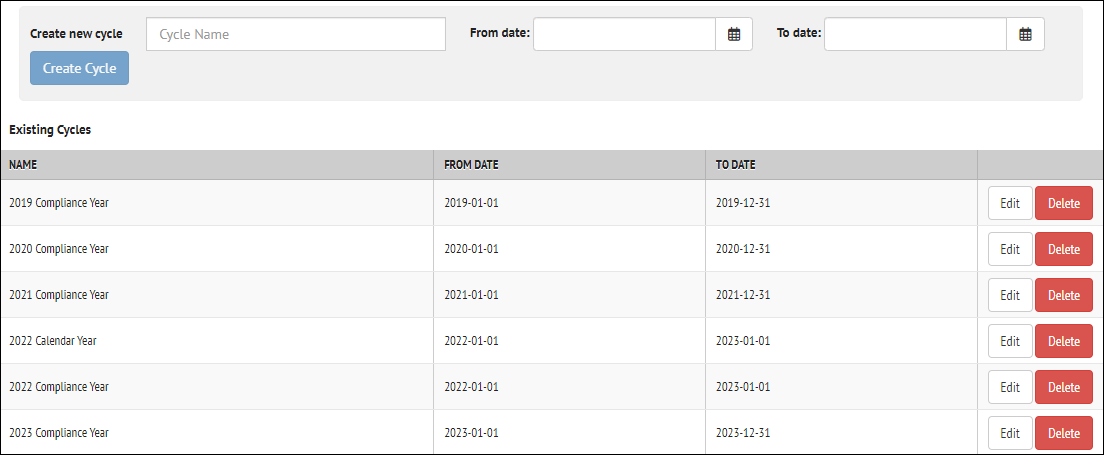 Create new cycle Cycle Name From date: To date:
Create Cycle
Existing Cycles
NAME FROM DATE TO DATE
2019 Compliance Year 2019-01-01 2019-12-31 Edit Delete
2020 Compliance Year 2020-01-01 2020-12-31 Edit Delete
2021 Compliance Year 2021-01-01 2021-12-31 Edit Delete
2022 Calendar Year 2022-01-01 2023-01-01 Edit Delete
2022 Compliance Year 2022-01-01 2023-01-01 Edit Delete
2023 Compliance Year 2023-01-01 2023-12-31 Edit Delete